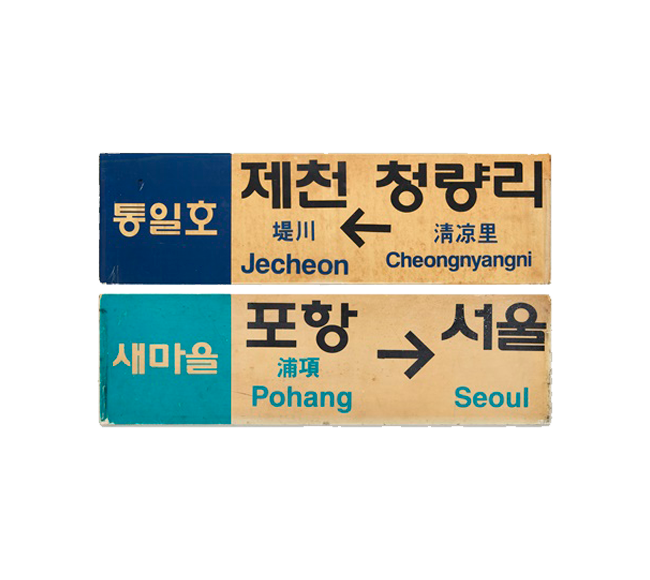 통일호
제천 ← 청량리
堤川 淸凉里
Jecheon Cheongnyangni
새마을
포항 → 서울
浦項
Pohang Seoul